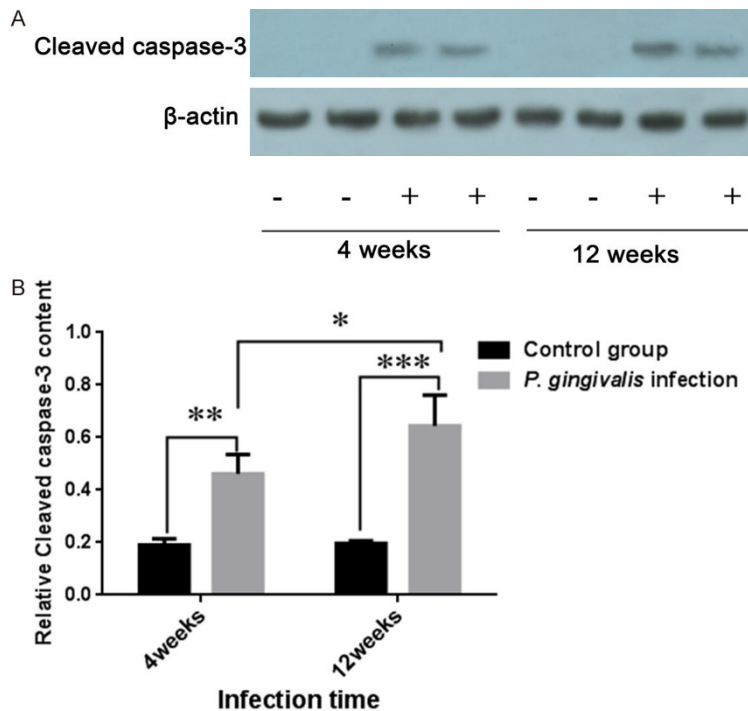 A
Cleaved caspase-3
β-actin
- - + + - - + +
4 weeks 12 weeks
B
Relative Cleaved caspase-3 content
1.0
0.8
0.6
0.4
0.2
0.0
*
**
***
Control group
P. gingivalis infection
4weeks
12weeks
Infection time